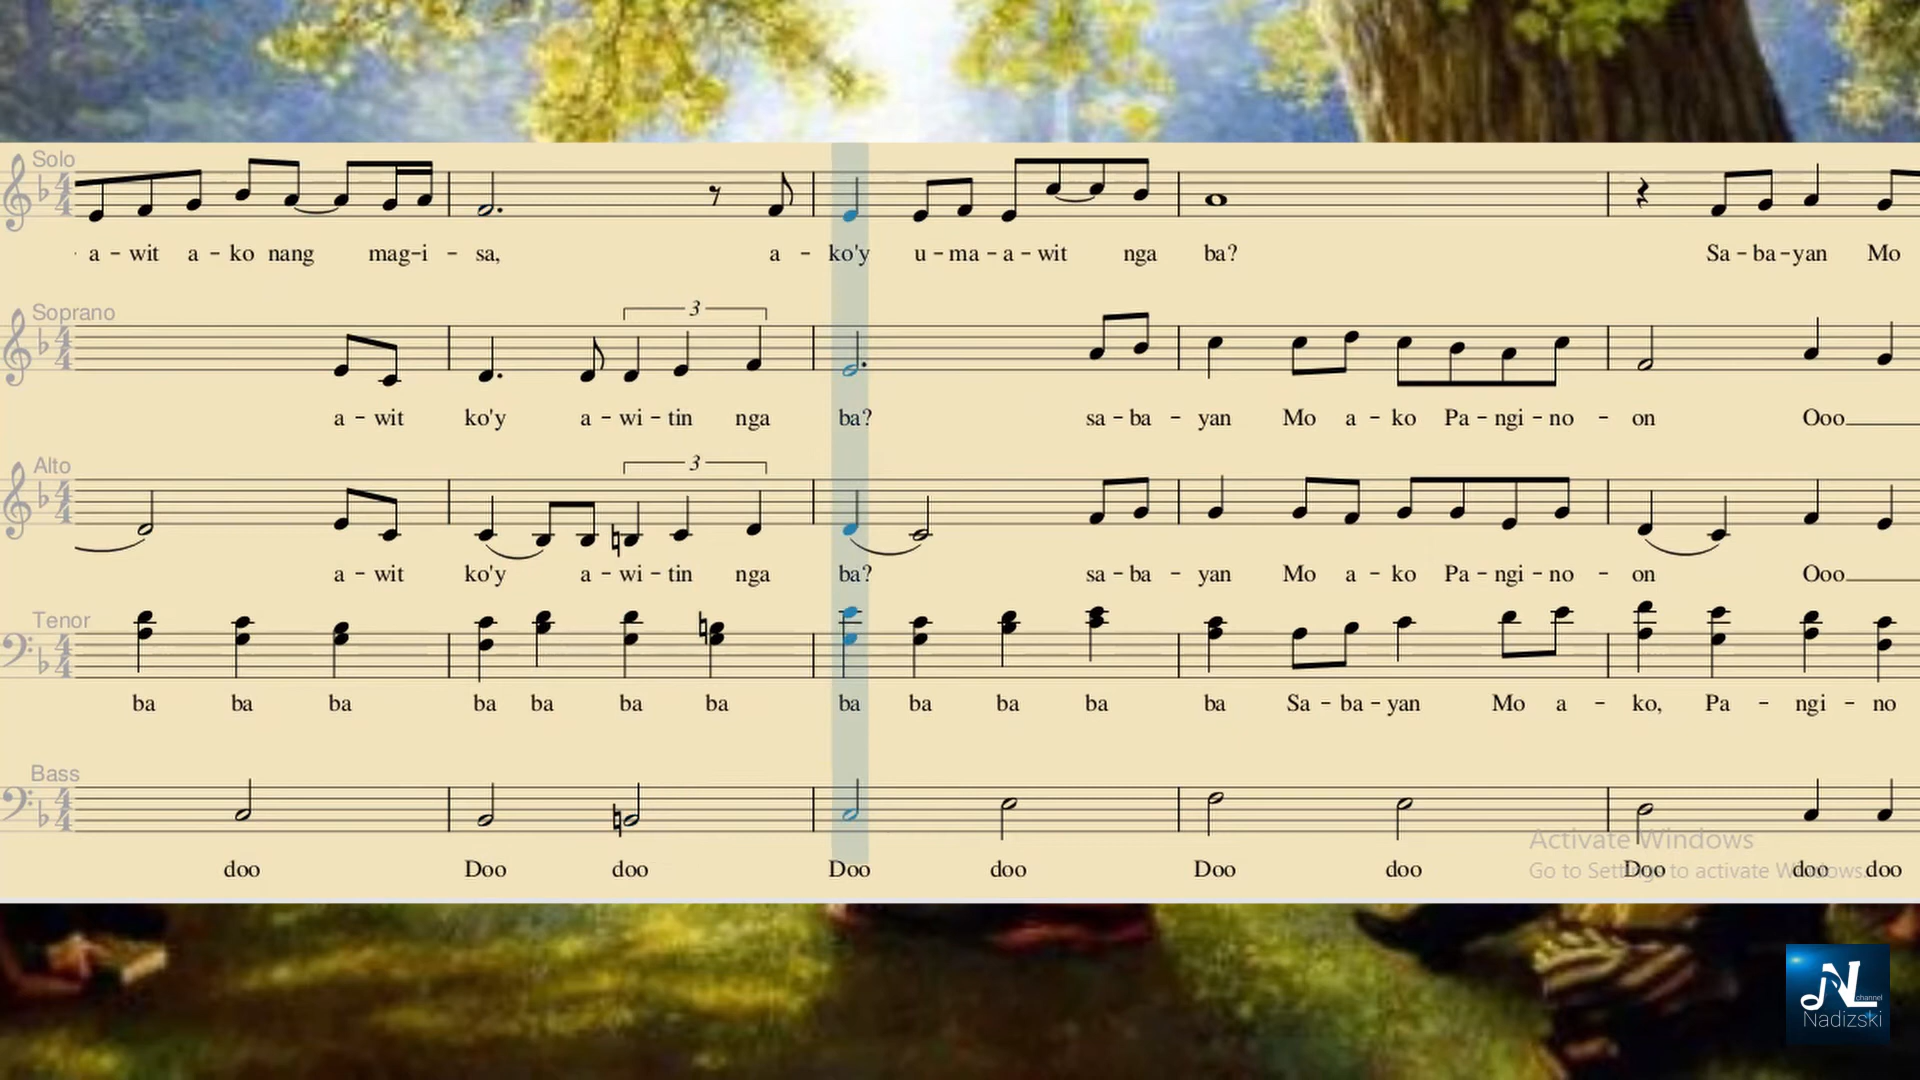 Solo
a - wit a - ko nang mag-i - sa, a - ko'y u - ma - a - wit nga ba? Sa - ba - yan Mo
Soprano
3
a - wit ko'y a - wi - tin nga ba? sa - ba - yan Mo a - ko Pa - ngi - no - on Ooo
Alto
3
a - wit ko'y a - wi - tin nga ba? sa - ba - yan Mo a - ko Pa - ngi - no - on Ooo
Tenor
ba ba ba ba ba ba ba ba ba ba ba ba Sa - ba - yan Mo a - ko, Pa - ngi - no
Bass
doo Doo doo Doo doo Doo doo Doo doo doo
Activate Windows
Go to Settings to activate Windows.
NL channel
Nadizski